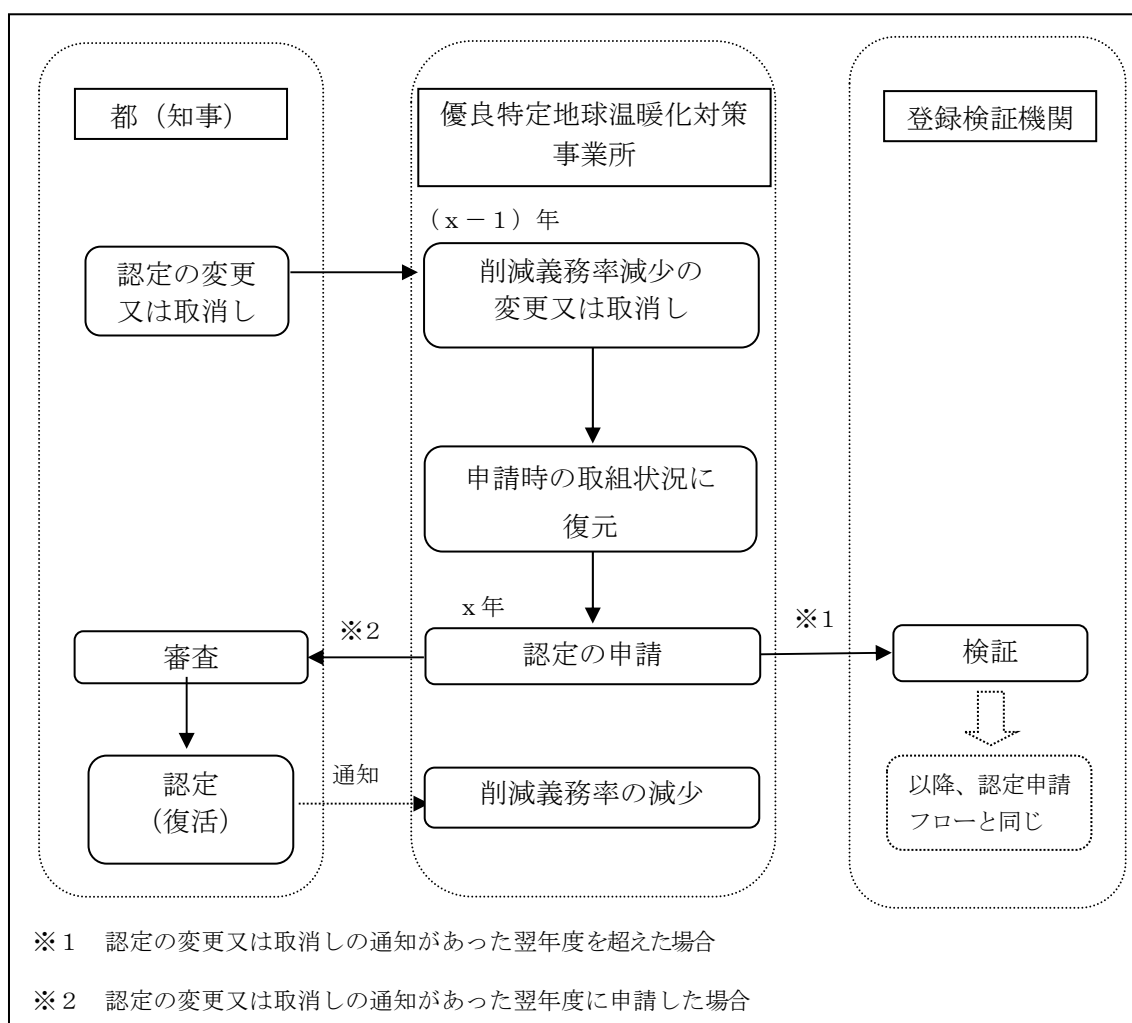 都（知事）
優良特定地球温暖化対策
事業所
登録検証機関
（ｘ－１）年
認定の変更
又は取消し
削減義務率減少の
変更又は取消し
申請時の取組状況に
復元
ｘ年
※２
※１
審査
認定の申請
検証
認定
（復活）
通知
削減義務率の減少
以降、認定申請
フローと同じ
※１　認定の変更又は取消しの通知があった翌年度を超えた場合
※２　認定の変更又は取消しの通知があった翌年度に申請した場合